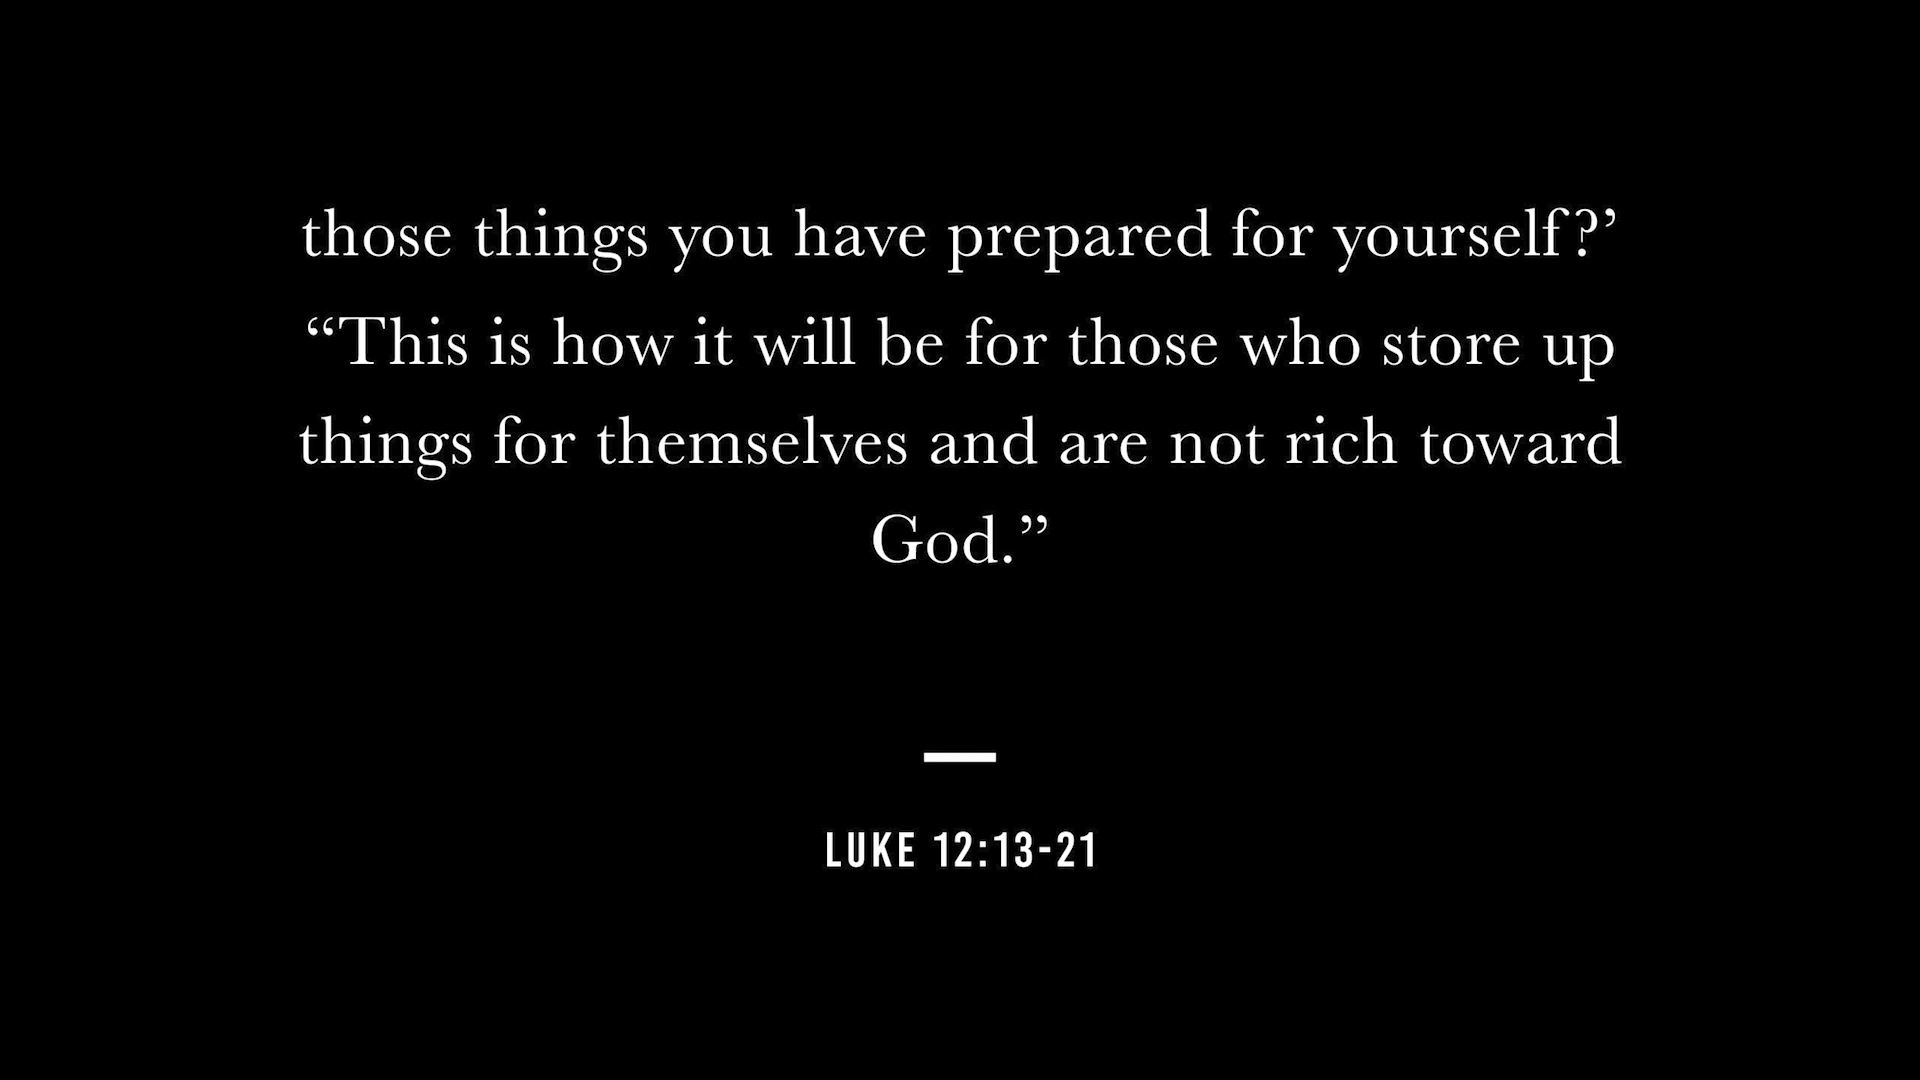 those things you have prepared for yourself?’
“This is how it will be for those who store up
things for themselves and are not rich toward
God.”
LUKE 12:13-21